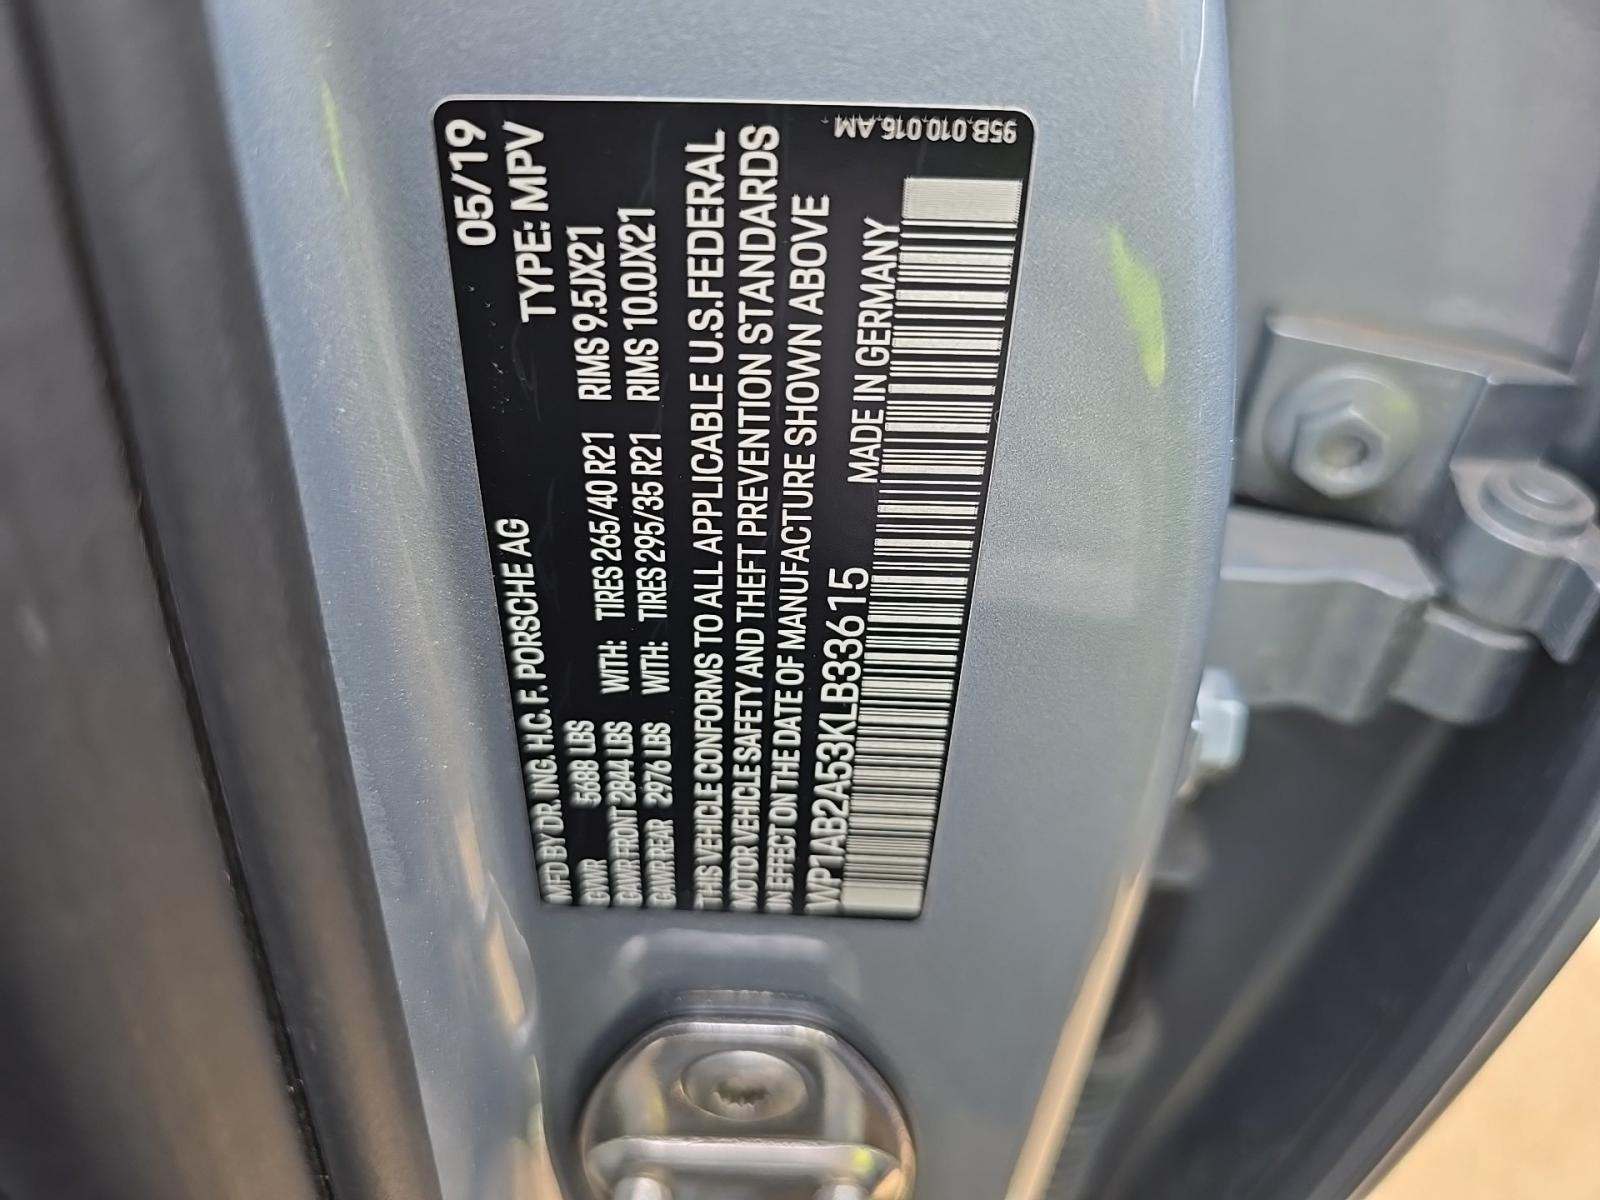 MFD BY DR. ING. H.C. F. PORSCHE AG 05/19
GVWR 5688 LBS TYPE: MPV
GAWR FRONT 2844 LBS WITH: TIRES 265/40 R21 RIMS 9.5JX21
GAWR REAR 2976 LBS WITH: TIRES 295/35 R21 RIMS 10.0JX21
THIS VEHICLE CONFORMS TO ALL APPLICABLE U.S.FEDERAL
MOTOR VEHICLE SAFETY AND THEFT PREVENTION STANDARDS
IN EFFECT ON THE DATE OF MANUFACTURE SHOWN ABOVE
WP1AB2A53KLB33615 MADE IN GERMANY
95B.010.016.AM